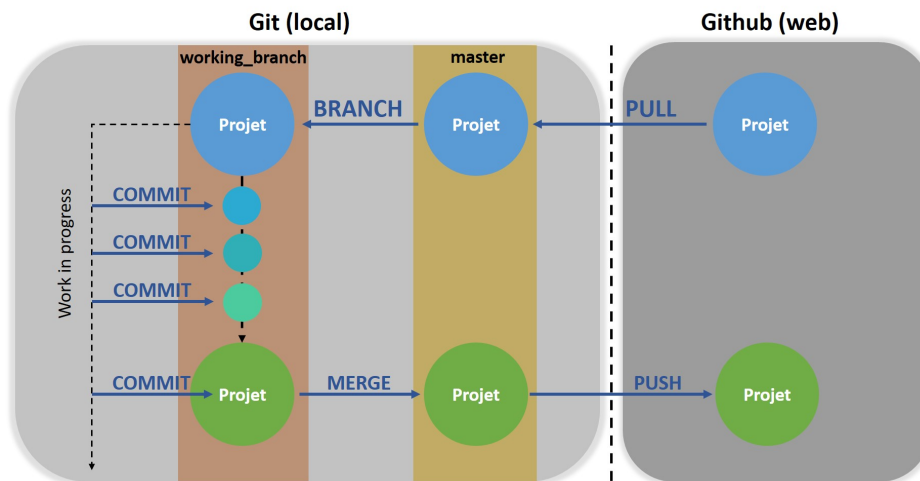 Git (local)
Github (web)
working_branch
master
Projet
BRANCH
Projet
PULL
Projet
Work in progress
COMMIT
COMMIT
COMMIT
COMMIT
Projet
MERGE
Projet
PUSH
Projet